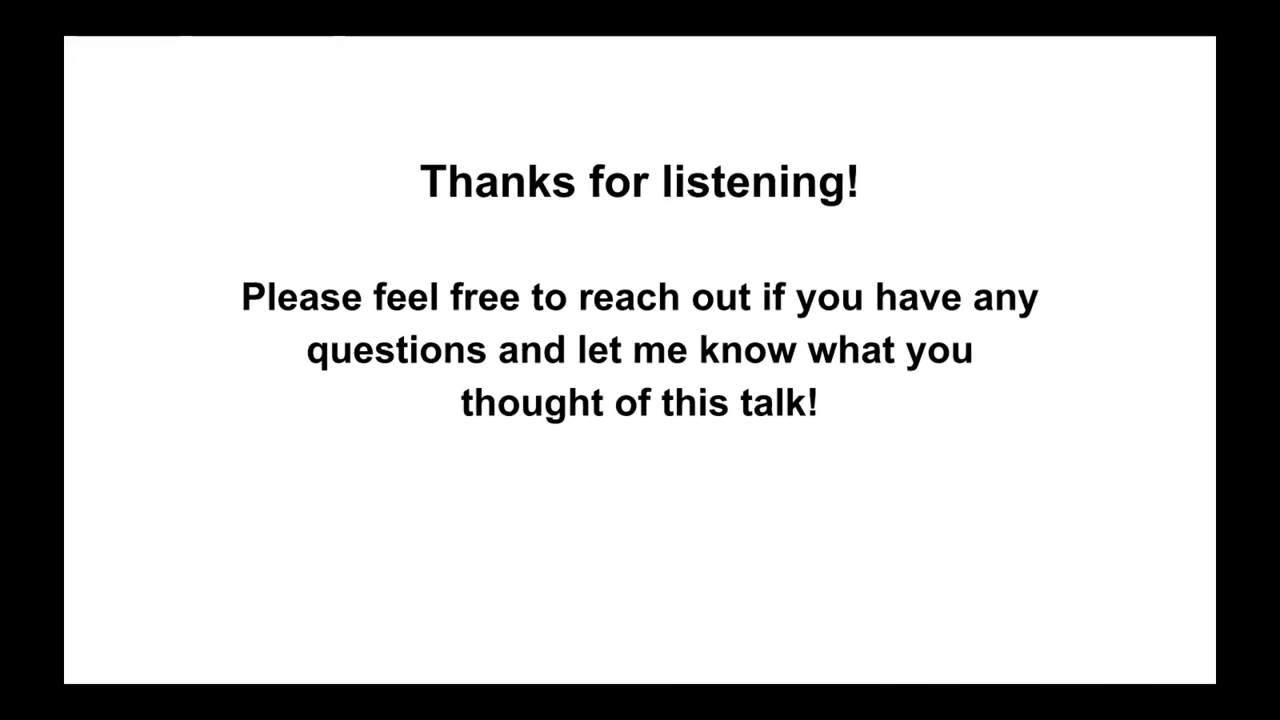 Thanks for listening!
Please feel free to reach out if you have any
questions and let me know what you
thought of this talk!